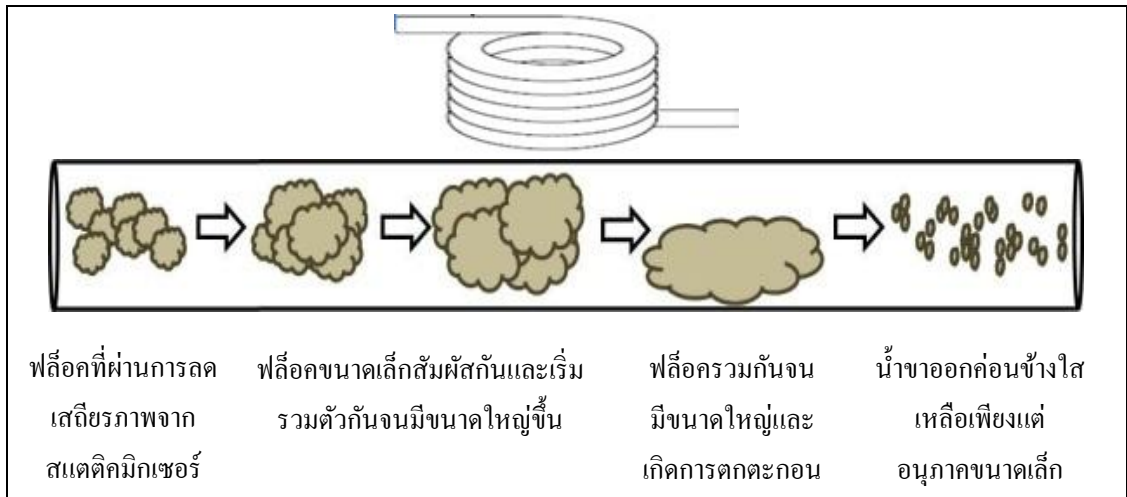 ฟล็อคที่ผ่านการลด
เสถียรภาพจาก
สแตติคมิกเซอร์
ฟล็อคขนาดเล็กสัมผัสกันและเริ่ม
รวมตัวกันจนมีขนาดใหญ่ขึ้น
ฟล็อครวมกันจน
มีขนาดใหญ่และ
เกิดการตกตะกอน
น้ำขาออกค่อนข้างใส
เหลือเพียงแต่
อนุภาคขนาดเล็ก